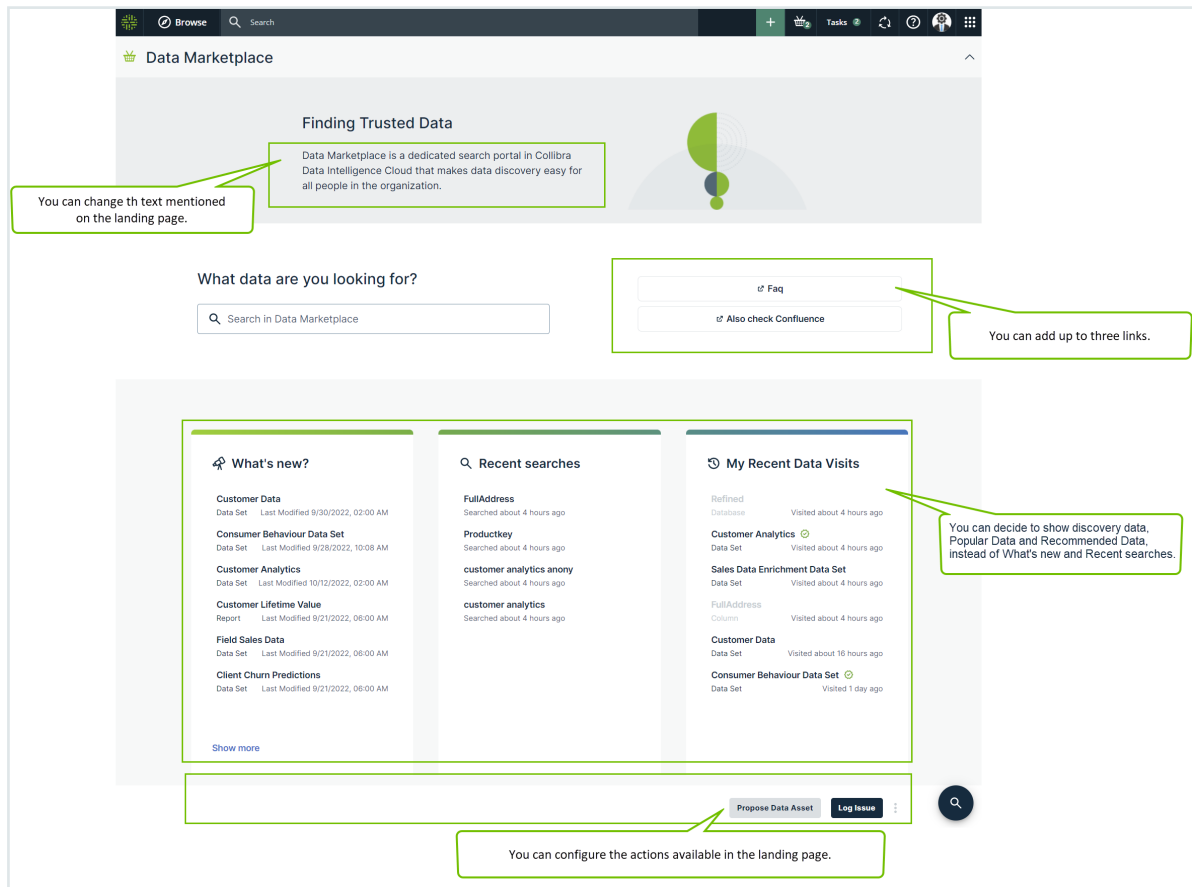 Browse
Search
2
Tasks 2
Data Marketplace
Finding Trusted Data
Data Marketplace is a dedicated search portal in Collibra
Data Intelligence Cloud that makes data discovery easy for
all people in the organization.
You can change th text mentioned
on the landing page.
What data are you looking for?
Search in Data Marketplace
Faq
Also check Confluence
You can add up to three links.
What's new?
Customer Data
Data Set Last Modified 9/30/2022, 02:00 AM
Consumer Behaviour Data Set
Data Set Last Modified 9/28/2022, 10:08 AM
Customer Analytics
Data Set Last Modified 10/12/2022, 02:00 AM
Customer Lifetime Value
Report Last Modified 9/21/2022, 06:00 AM
Field Sales Data
Data Set Last Modified 9/21/2022, 06:00 AM
Client Churn Predictions
Data Set Last Modified 9/21/2022, 06:00 AM
Show more
Recent searches
FullAddress
Searched about 4 hours ago
Productkey
Searched about 4 hours ago
customer analytics anony
Searched about 4 hours ago
customer analytics
Searched about 4 hours ago
My Recent Data Visits
Refined
Database Visited about 4 hours ago
Customer Analytics
Data Set Visited about 4 hours ago
Sales Data Enrichment Data Set
Data Set Visited about 4 hours ago
FullAddress
Column Visited about 4 hours ago
Customer Data
Data Set Visited about 16 hours ago
Consumer Behaviour Data Set
Data Set Visited 1 day ago
You can decide to show discovery data,
Popular Data and Recommended Data,
instead of What's new and Recent searches.
Propose Data Asset
Log Issue
You can configure the actions available in the landing page.